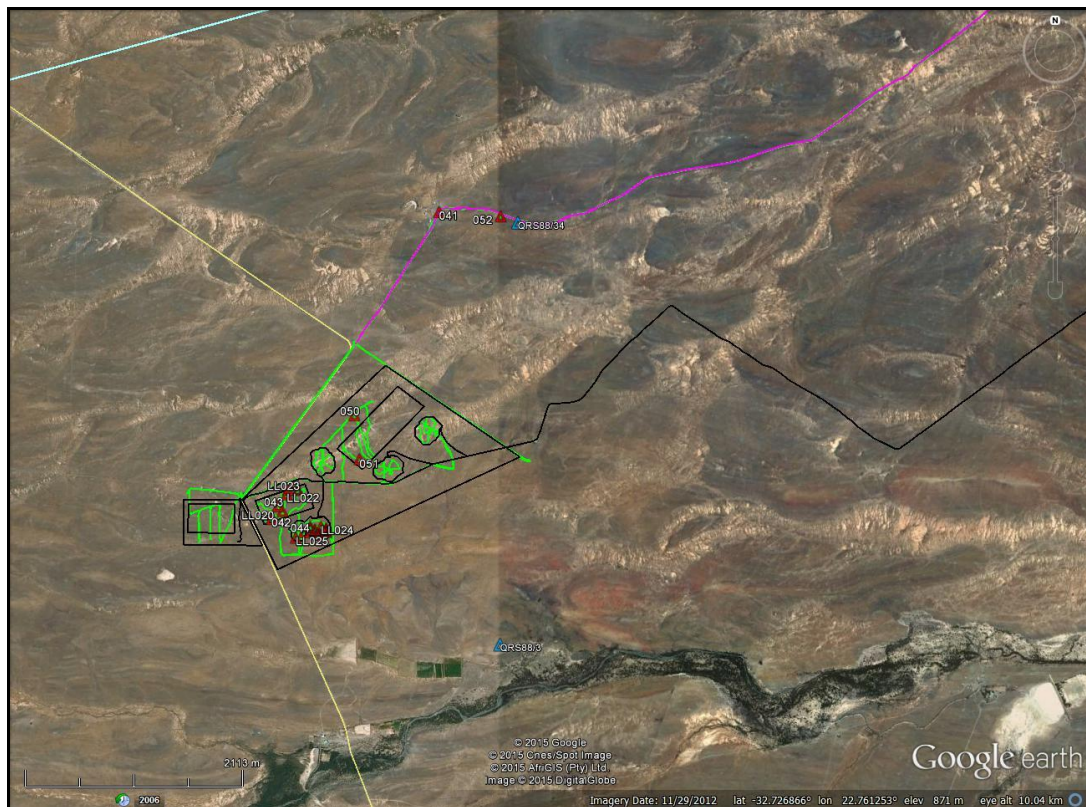 N
041
052
QRS88/34
050
051
LL023
LL022
043
LL020
042
044
LL024
LL025
QRS88/3
2113 m
2006
© 2015 Google
© 2015 Cnes/Spot Image
© 2015 AfriGIS (Pty) Ltd.
Image © 2015 DigitalGlobe
Google earth
Imagery Date: 11/29/2012 lat -32.726866° lon 22.761253° elev 871 m eye alt 10.04 km